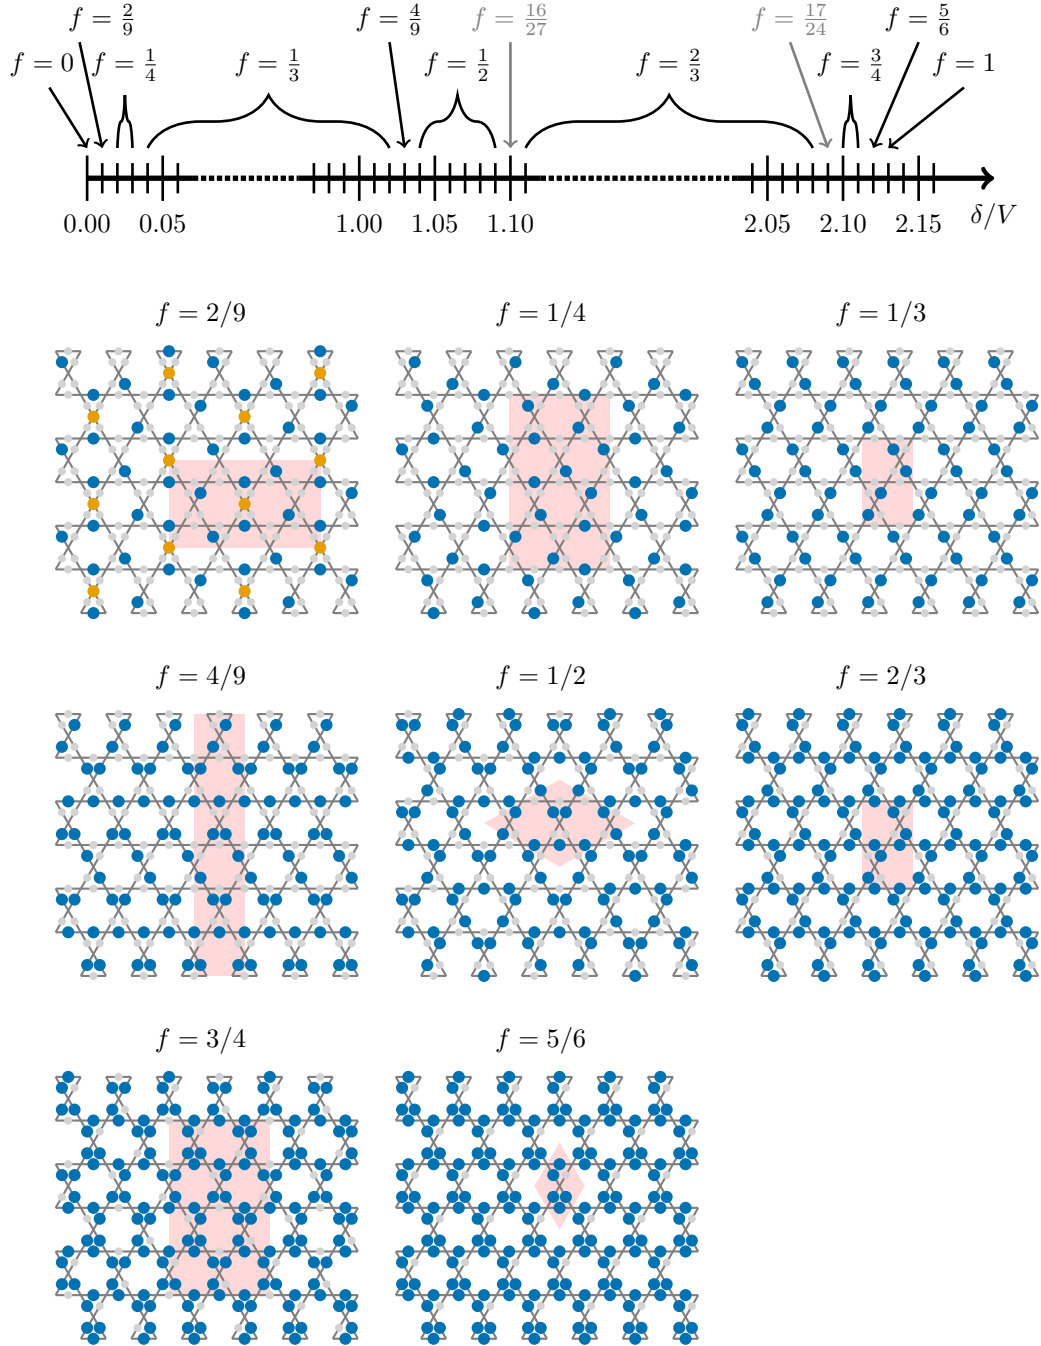 f = 2/9 f = 4/9 f = 16/27 f = 17/24 f = 5/6
f = 0 f = 1/4 f = 1/3 f = 1/2 f = 2/3 f = 3/4 f = 1
0.00 0.05 1.00 1.05 1.10 2.05 2.10 2.15 δ/V
f = 2/9 f = 1/4 f = 1/3
f = 4/9 f = 1/2 f = 2/3
f = 3/4 f = 5/6